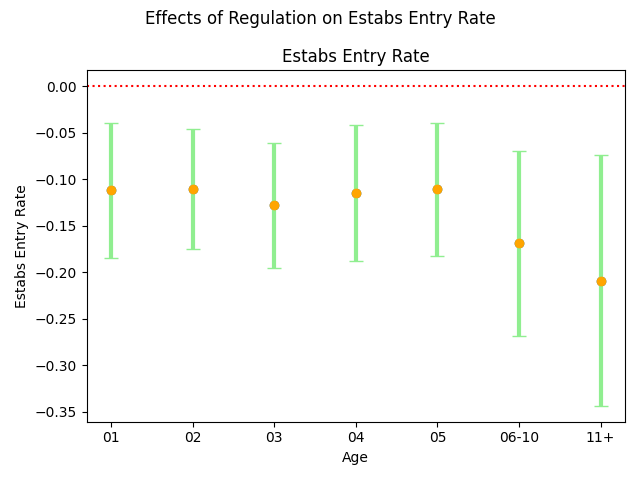 Effects of Regulation on Estabs Entry Rate
Estabs Entry Rate
0.00
−0.05
−0.10
−0.15
−0.20
−0.25
−0.30
−0.35
Estabs Entry Rate
01 02 03 04 05 06-10 11+
Age